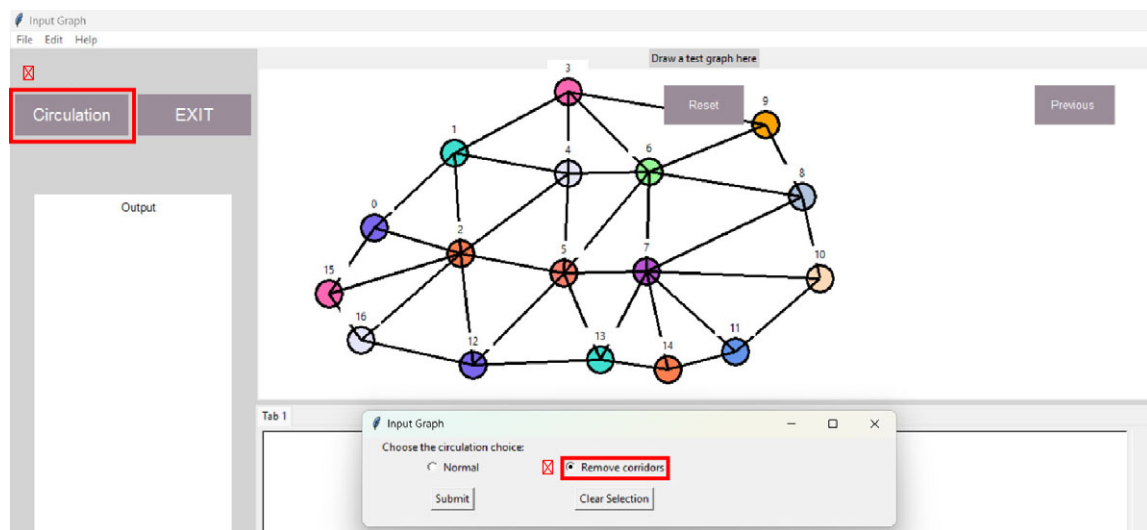 Input Graph
File Edit Help
Draw a test graph here
Circulation
EXIT
Reset
Previous
Output
3
9
1
4
6
8
0
2
5
7
10
15
16
12
13
14
11
Tab 1
Input Graph
Choose the circulation choice:
Normal
Remove corridors
Submit
Clear Selection